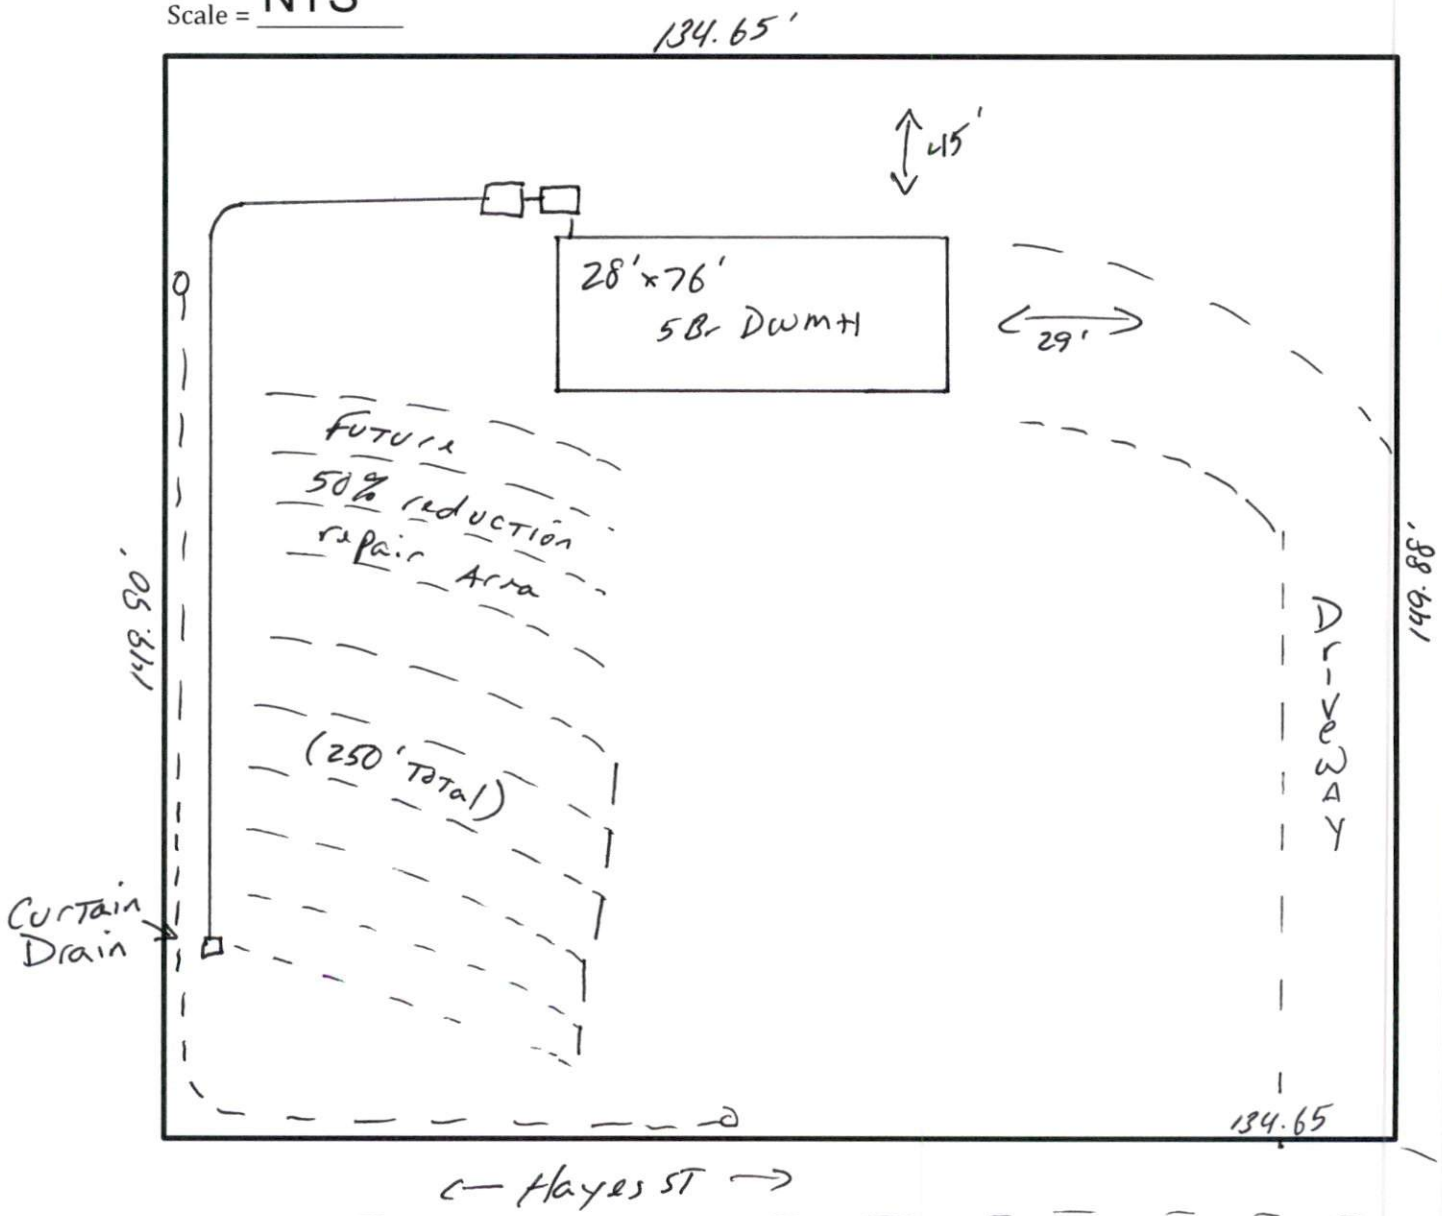 Scale = NTS
134.65'
45'
28'x76'
5Br DWMH
29'
Future
50% reduction
repair Area
149.50'
149.88'
Driveway
(250' Total)
Curtain
Drain
134.65
← Hayes ST →